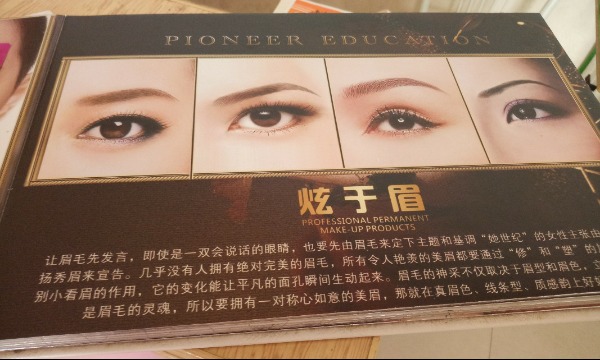 PIONEER EDUCATION
炫于眉
PROFESSIONAL PERMANENT
MAKE-UP PRODUCTS
让眉毛先发言，即使是一双会说话的眼睛，也要先由眉毛来定下主题和基调“她世纪”的女性主张由
扬秀眉来宣告。几乎没有人拥有绝对完美的眉毛，所有令人艳羡的美眉都要通过“修”和“塑”的
别小看眉的作用，它的变化能让平凡的面孔瞬间生动起来。眉毛的神采不仅取决于眉型和眉色，立
是眉毛的灵魂，所以要拥有一对称心如意的美眉，那就在真眉色、线条型、质感韵上好